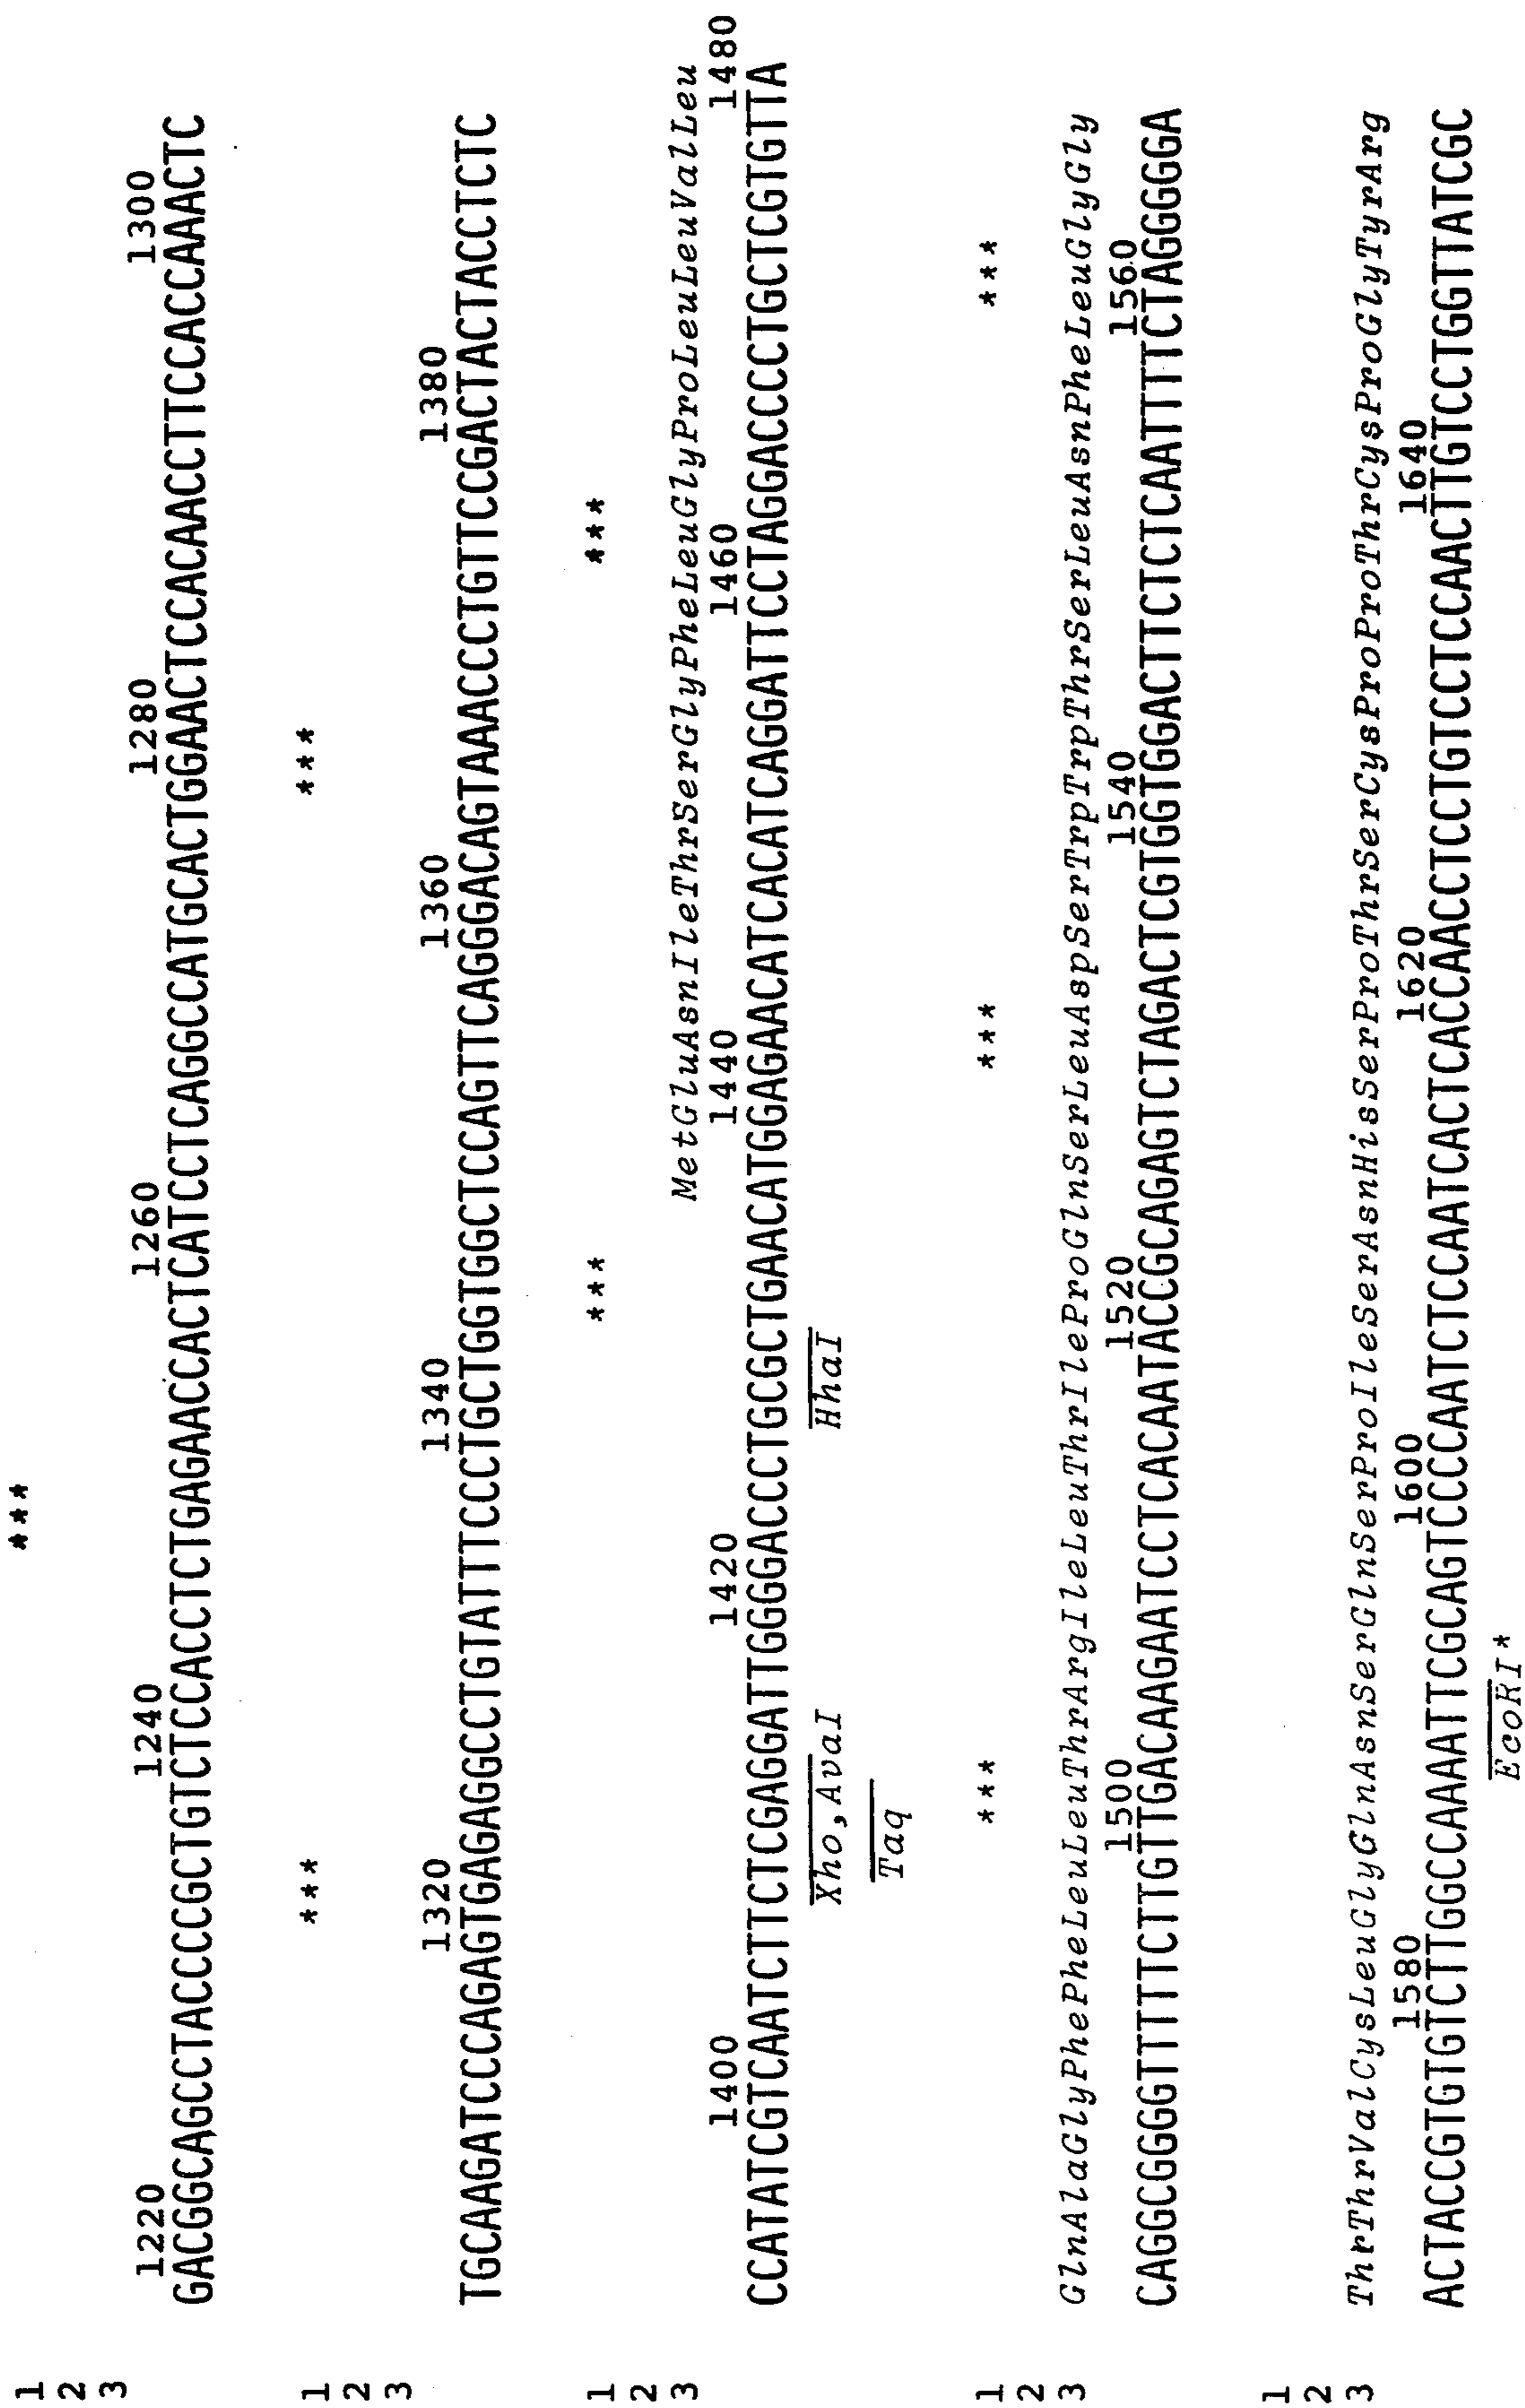 1 ***
2
3
1220 1240 1260 1280 1300
GACGGCAGCCTACCCCGCTGTCTCCACCTCTGAGAACCACTCATCCTCAGGCCATGCACTGGAACTCCACAACCTTCCACCAAACTC
1 *** ***
2
3
1320 1340 1360 1380
TGCAAGATCCCAGAGTGAGAGGCCTGTATTTCCCTGCTGGTGGCTCCAGTTCAGGGACAGTAAACCCTGTTCCGACTACTACCTCTC
1 *** ***
2
3 MetGluAsnIleThrSerGlyPheLeuGlyProLeuLeuValLeu
1400 1420 1440 1460 1480
CCATATCGTCAATCTTCTCGAGGATTGGGGACCCTGCGCTGAACATGGAGAACATCACATCAGGATTCCTAGGACCCCTGCTCGTGTTA
Xho,AvaI HhaI
Taq
1 *** *** ***
2
3 GlnAlaGlyPhePheLeuLeuThrArgIleLeuThrIleProGlnSerLeuAspSerTrpTrpThrSerLeuAsnPheLeuGlyGly
1500 1520 1540 1560
CAGGCGGGGTTTTTCTTGTTGACAAGAATCCTCACAATACCGCAGAGTCTAGACTCGTGGTGGACTTCTCTCAATTTTCTAGGGGGA
1
2
3 ThrThrValCysLeuGlyGlnAsnSerGlnSerProIleSerAsnHisSerProThrSerCysProProThrCysProGlyTyrArg
1580 1600 1620 1640
ACTACCGTGTGTCTTGGCCAAAATTCGCAGTCCCCAATCTCCAATCACTCACCAACCTCCTGTCCTCCAACTTGTCCTGGTTATCGC
EcoRI*